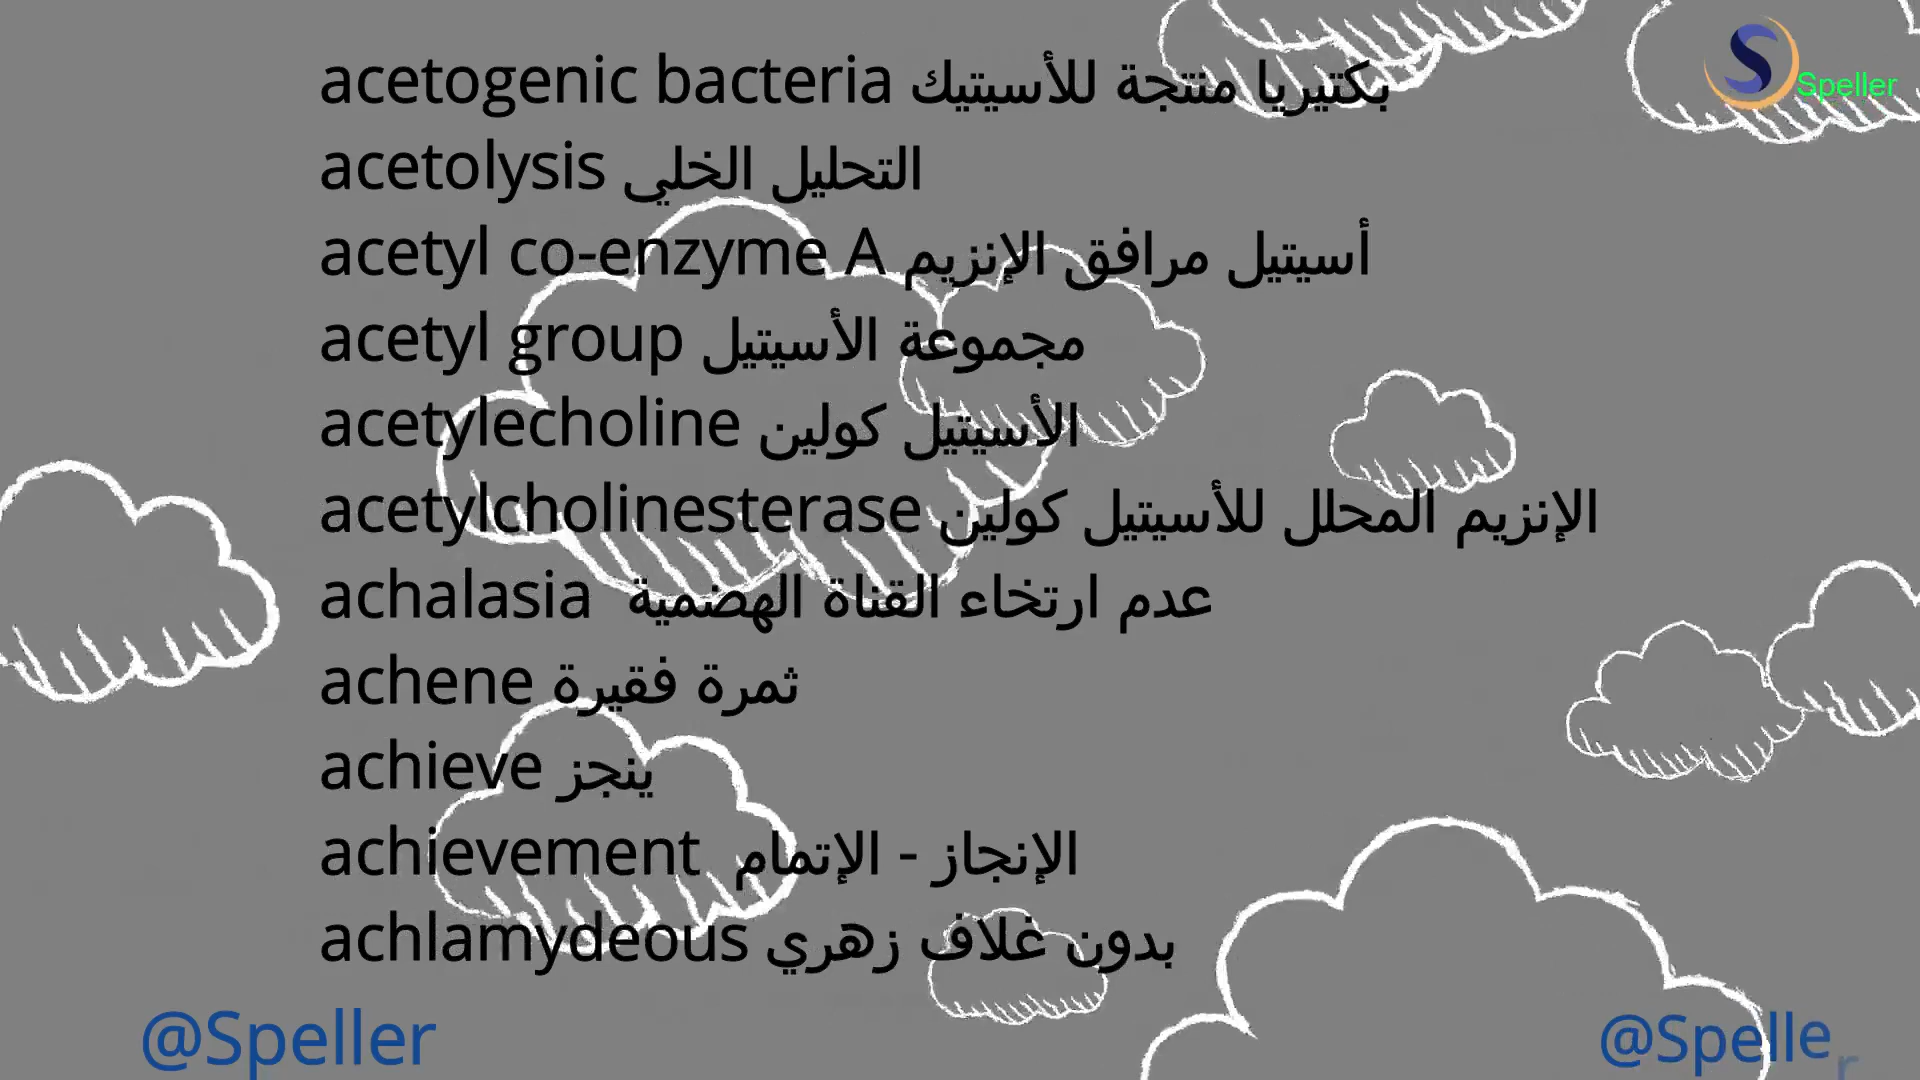 Speller
acetogenic bacteria بكتيريا منتجة للأسيتيك
acetolysis التحليل الخلي
acetyl co-enzyme A أسيتيل مرافق الإنزيم
acetyl group مجموعة الأسيتيل
acetylecholine الأسيتيل كولين
acetylcholinesterase الإنزيم المحلل للأسيتيل كولين
achalasia عدم ارتخاء القناة الهضمية
achene ثمرة فقيرة
achieve ينجز
achievement الإنجاز - الإتمام
achlamydeous بدون غلاف زهري
@Speller @Speller